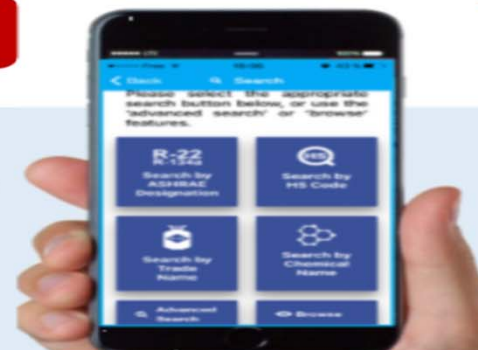 Back
Search
Please select the appropriate
search button below, or use the
'advanced search' or 'browse'
features.
R-22
R-134a
Search by
ASHRAE
Designation
HS
Search by
HS Code
Search by
Trade
Name
Search by
Chemical
Name
Advanced
Search
Browse